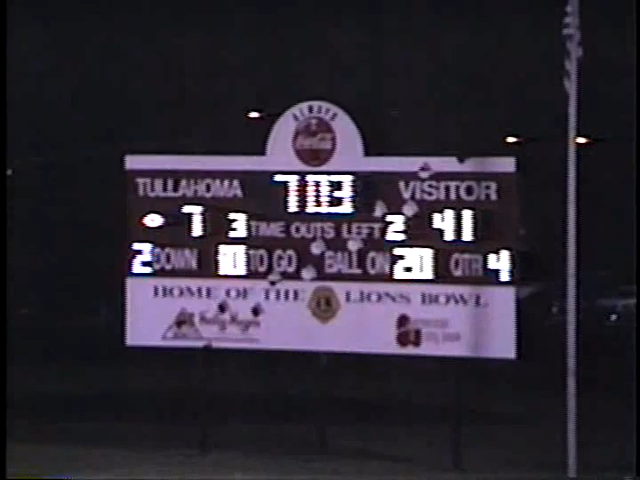 ALWAYS
Coca-Cola
TULLAHOMA 7:03 VISITOR
7 3 TIME OUTS LEFT 2 41
2 DOWN 10 TO GO BALL ON 20 QTR 4
HOME OF THE LIONS BOWL